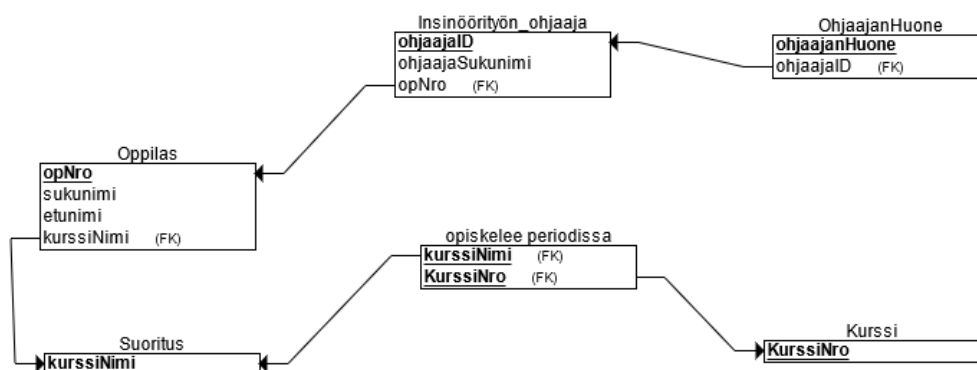 Insinöörityön_ohjaaja
ohjaajaID
ohjaajaSukunimi
opNro (FK)
OhjaajanHuone
ohjaajanHuone
ohjaajaID (FK)
Oppilas
opNro
sukunimi
etunimi
kurssiNimi (FK)
opiskelee periodissa
kurssiNimi (FK)
KurssiNro (FK)
Suoritus
kurssiNimi
Kurssi
KurssiNro